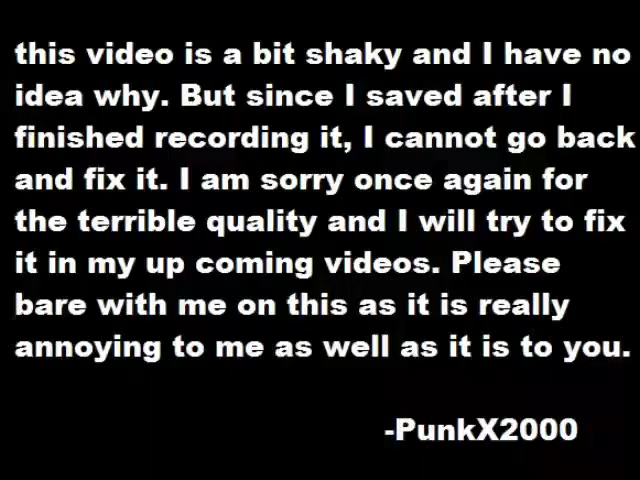 this video is a bit shaky and I have no
idea why. But since I saved after I
finished recording it, I cannot go back
and fix it. I am sorry once again for
the terrible quality and I will try to fix
it in my up coming videos. Please
bare with me on this as it is really
annoying to me as well as it is to you.
-PunkX2000